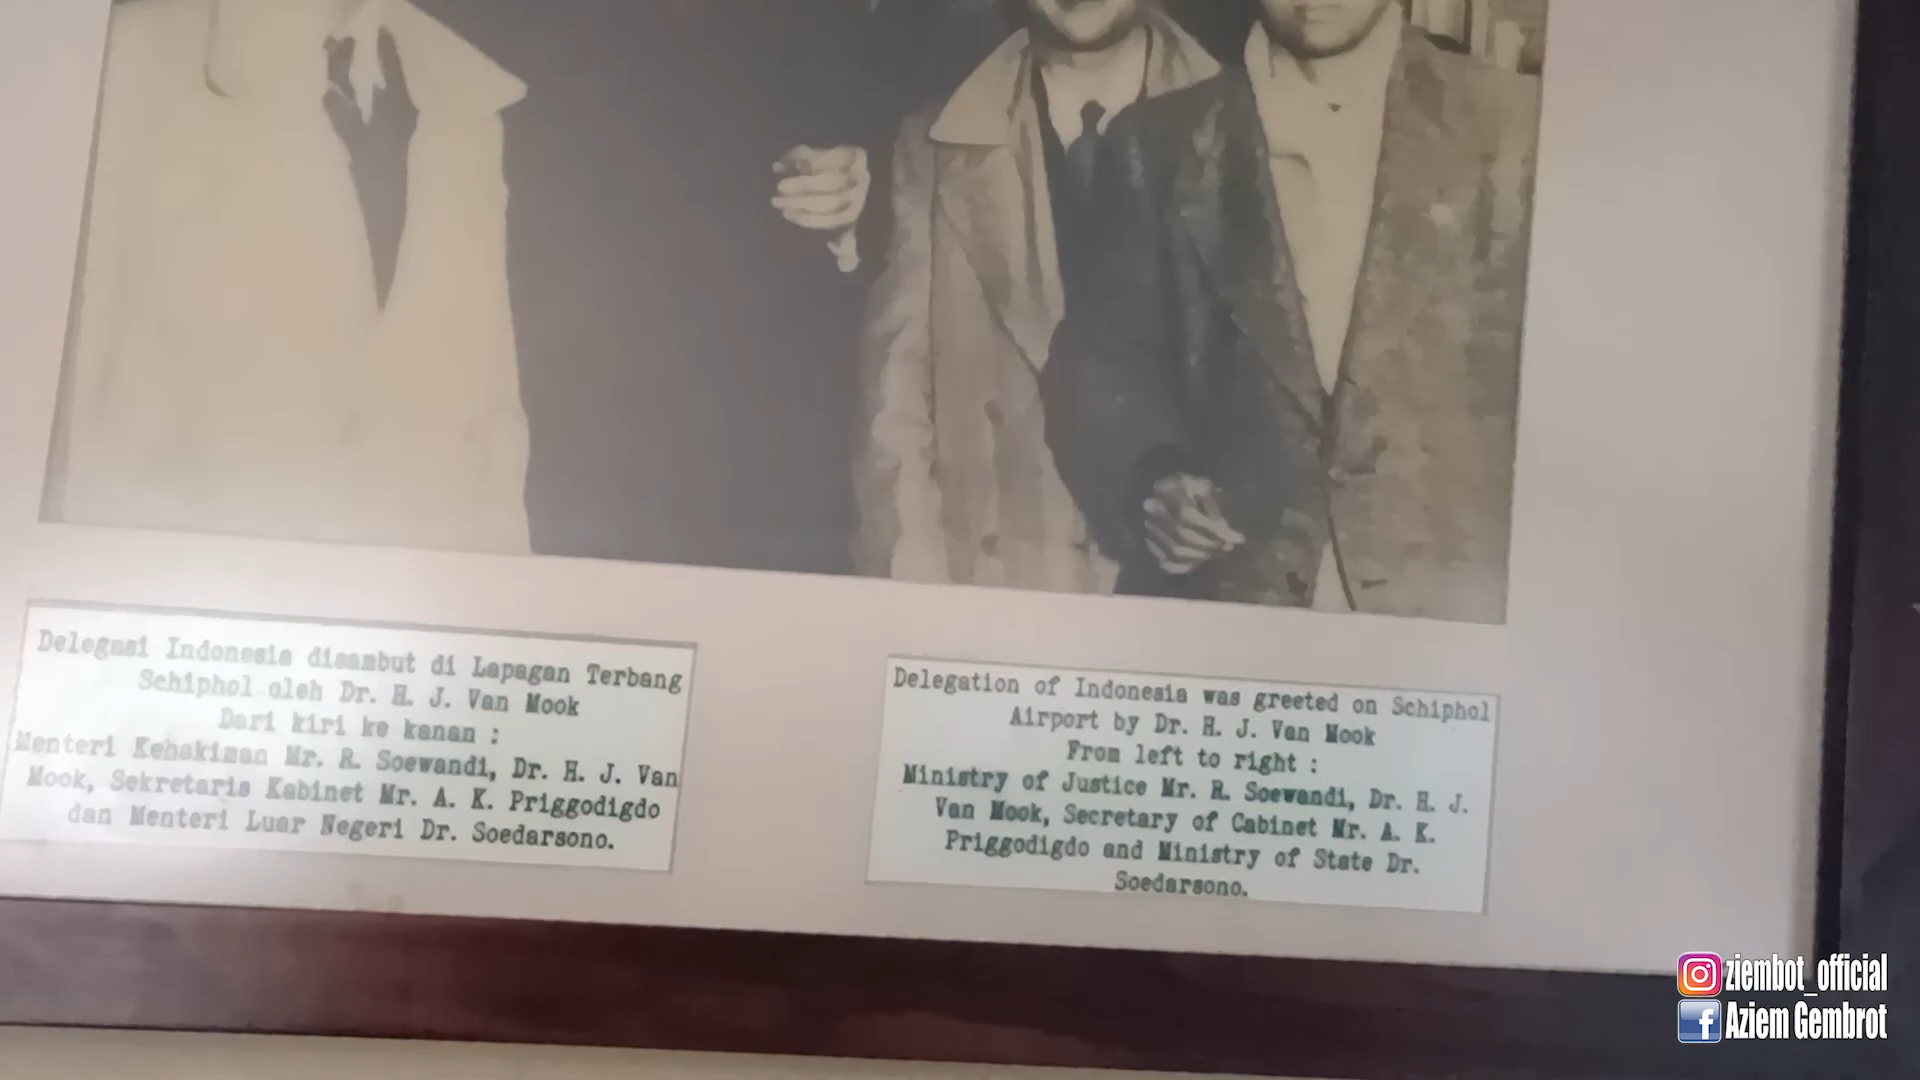 Delegasi Indonesia disambut di Lapagan Terbang
Schiphol oleh Dr. H. J. Van Mook
Dari kiri ke kanan :
Menteri Kehakiman Mr. R. Soewandi, Dr. H. J. Van
Mook, Sekretaris Kabinet Mr. A. K. Priggodigdo
dan Menteri Luar Negeri Dr. Soedarsono.
Delegation of Indonesia was greeted on Schiphol
Airport by Dr. H. J. Van Mook
From left to right :
Ministry of Justice Mr. R. Soewandi, Dr. H. J.
Van Mook, Secretary of Cabinet Mr. A. K.
Priggodigdo and Ministry of State Dr.
Soedarsono.
ziembot_official
Aziem Gembrot